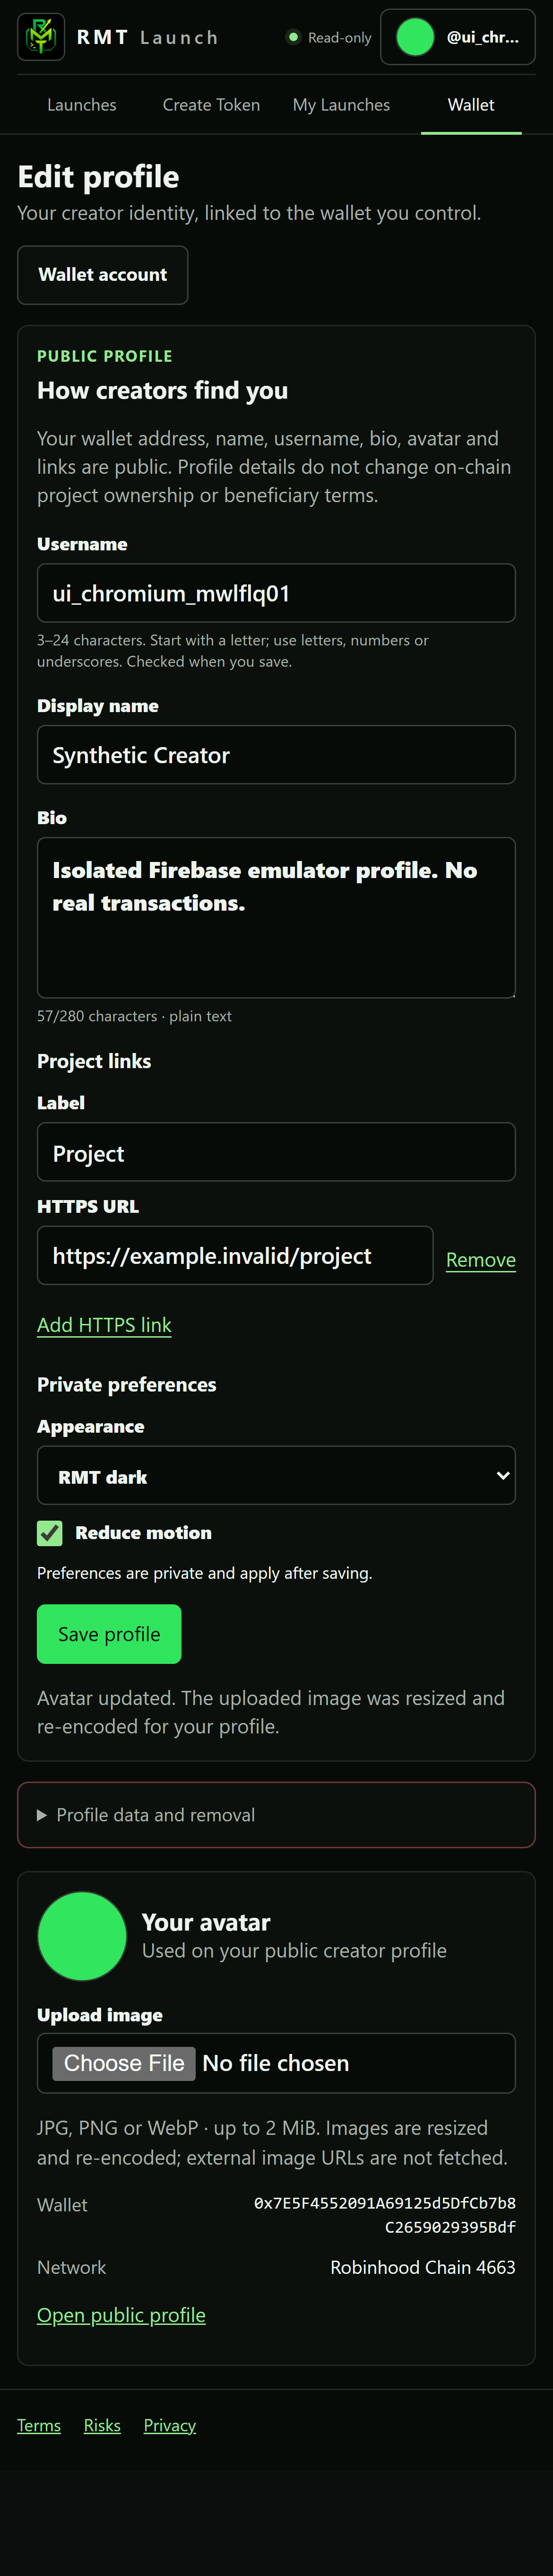 RMT Launch
Read-only
@ui_chr...
Launches
Create Token
My Launches
Wallet
Edit profile
Your creator identity, linked to the wallet you control.
Wallet account
PUBLIC PROFILE
How creators find you
Your wallet address, name, username, bio, avatar and
links are public. Profile details do not change on-chain
project ownership or beneficiary terms.
Username
ui_chromium_mwlflq01
3–24 characters. Start with a letter; use letters, numbers or
underscores. Checked when you save.
Display name
Synthetic Creator
Bio
Isolated Firebase emulator profile. No
real transactions.
57/280 characters · plain text
Project links
Label
Project
HTTPS URL
https://example.invalid/project
Remove
Add HTTPS link
Private preferences
Appearance
RMT dark
Reduce motion
Preferences are private and apply after saving.
Save profile
Avatar updated. The uploaded image was resized and
re-encoded for your profile.
Profile data and removal
Your avatar
Used on your public creator profile
Upload image
Choose File No file chosen
JPG, PNG or WebP · up to 2 MiB. Images are resized
and re-encoded; external image URLs are not fetched.
Wallet
0x7E5F4552091A69125d5DfCb7b8
C2659029395Bdf
Network
Robinhood Chain 4663
Open public profile
Terms
Risks
Privacy